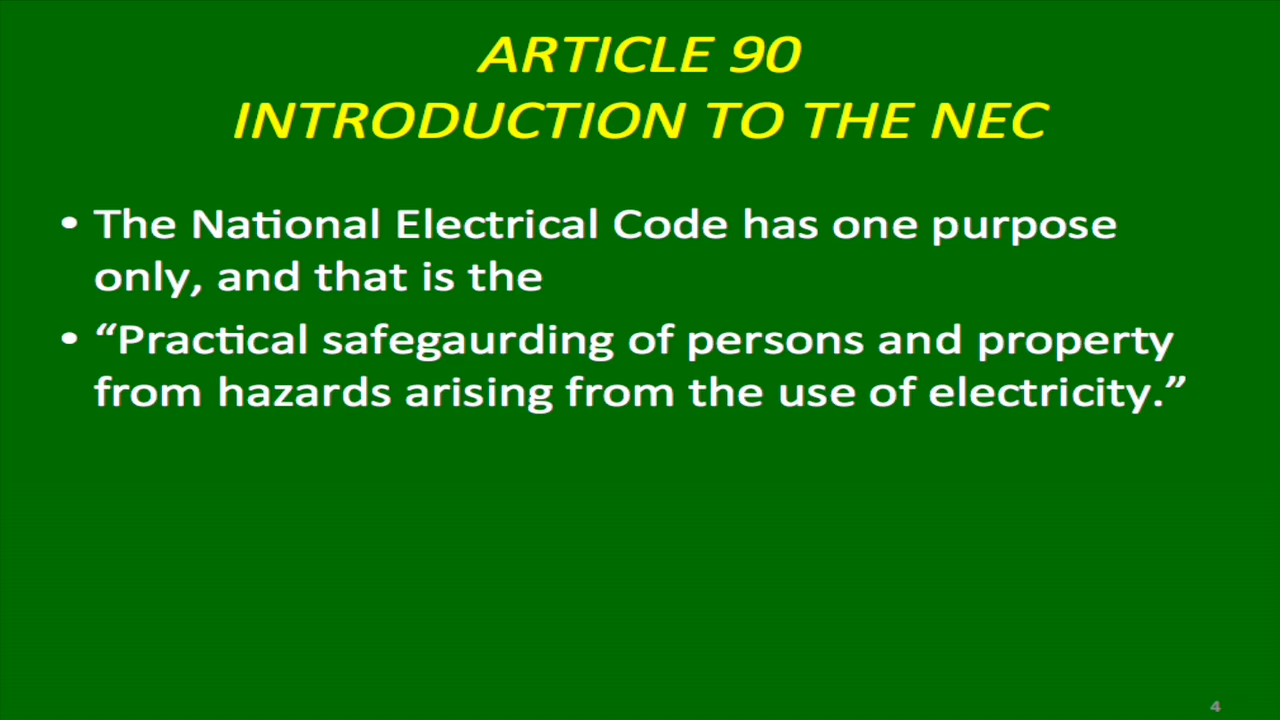 ARTICLE 90
INTRODUCTION TO THE NEC
• The National Electrical Code has one purpose
only, and that is the
• “Practical safegaurding of persons and property
from hazards arising from the use of electricity.”
4